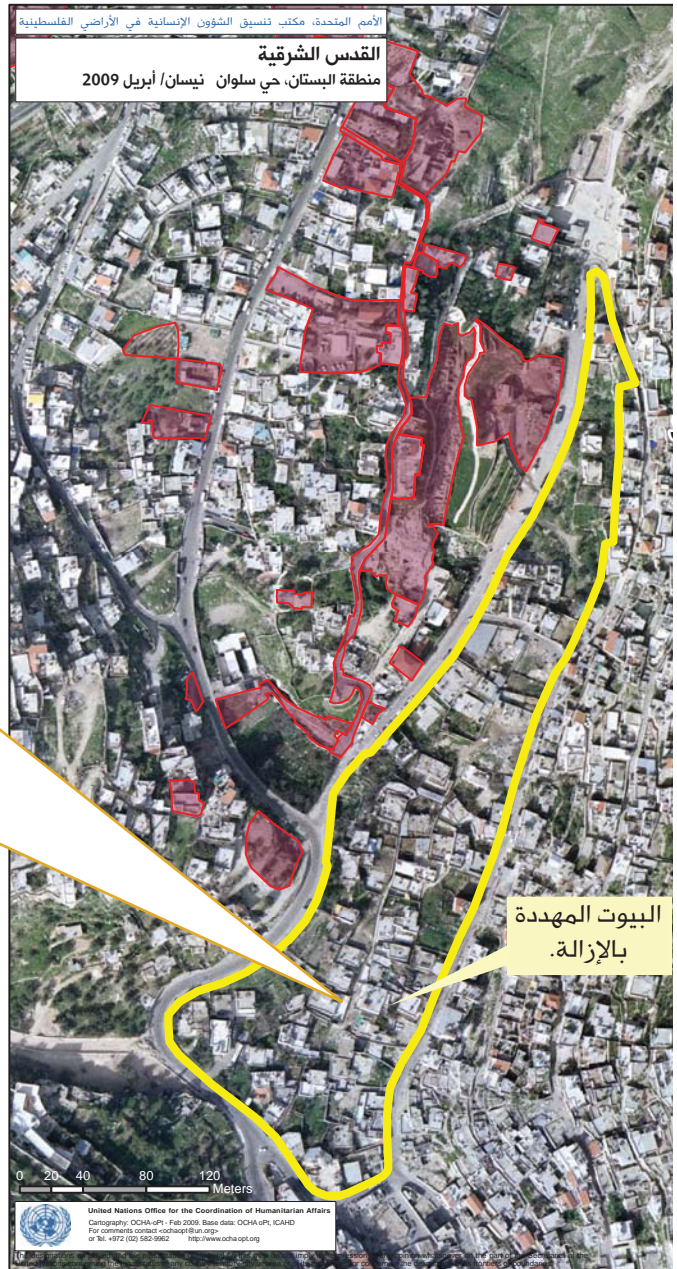 الأمم المتحدة، مكتب تنسيق الشؤون الإنسانية في الأراضي الفلسطينية
القدس الشرقية
منطقة البستان، حي سلوان نيسان/ أبريل 2009
البيوت المهددة
بالإزالة.
0 20 40 80 120
Meters
United Nations Office for the Coordination of Humanitarian Affairs
Cartography: OCHA-oPt - Feb 2009. Base data: OCHA oPt, ICAHD
For comments contact <ochaopt@un.org>
or Tel. +972 (02) 582-9962 http://www.ochaopt.org